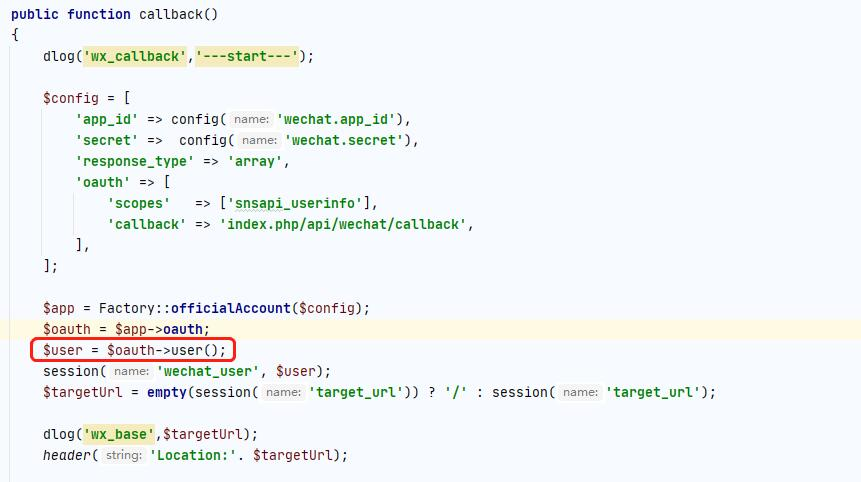 public function callback()
{
    dlog('wx_callback','---start---');
    $config = [
        'app_id' => config( name: 'wechat.app_id'),
        'secret' =>  config( name: 'wechat.secret'),
        'response_type' => 'array',
        'oauth' => [
            'scopes'   => ['snsapi_userinfo'],
            'callback' => 'index.php/api/wechat/callback',
        ],
    ];
    $app = Factory::officialAccount($config);
    $oauth = $app->oauth;
    $user = $oauth->user();
    session( name: 'wechat_user', $user);
    $targetUrl = empty(session( name: 'target_url')) ? '/' : session( name: 'target_url');
    dlog('wx_base',$targetUrl);
    header( string: 'Location:'. $targetUrl);